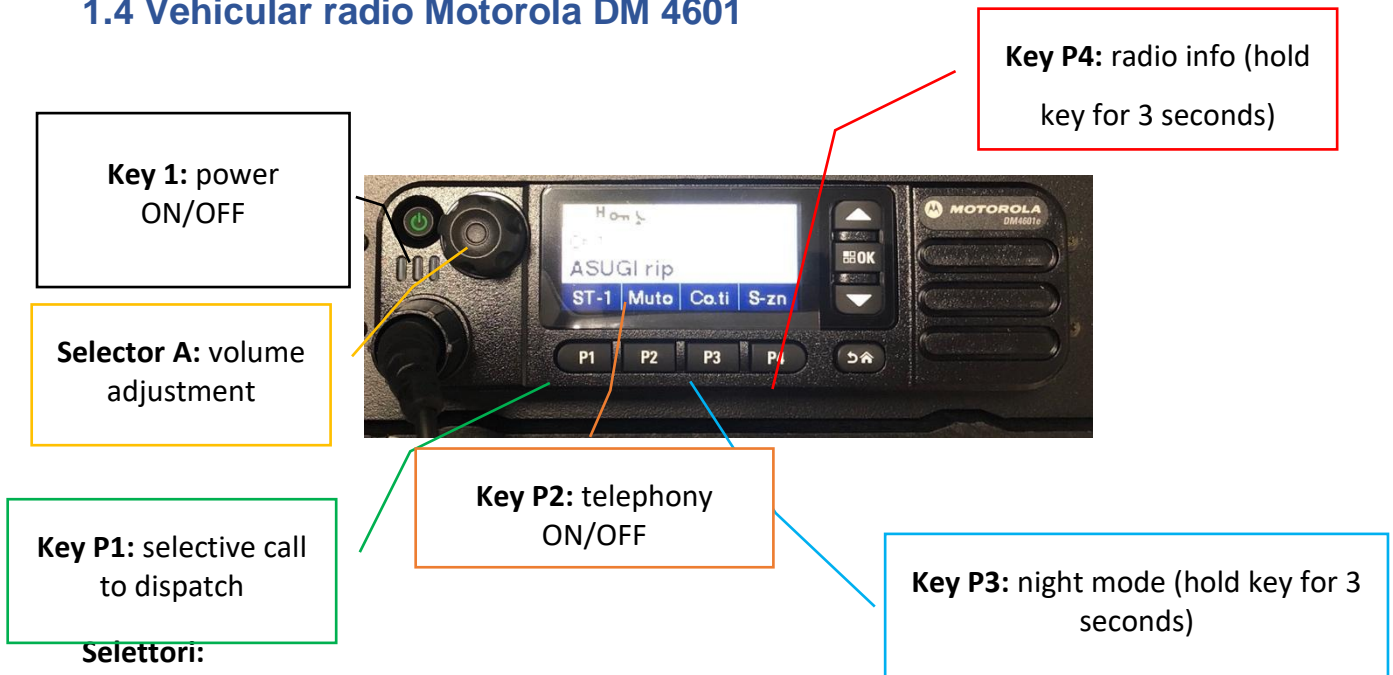 1.4 Vehicular radio Motorola DM 4601
Key P4: radio info (hold
key for 3 seconds)
Key 1: power
ON/OFF
Selector A: volume
adjustment
MOTOROLA
DM4601e
ASUGI rip
ST-1 Muto Co.ti S-zn
OK
P1 P2 P3 P4
Key P2: telephony
ON/OFF
Key P1: selective call
to dispatch
Key P3: night mode (hold key for 3
seconds)
Selettori: